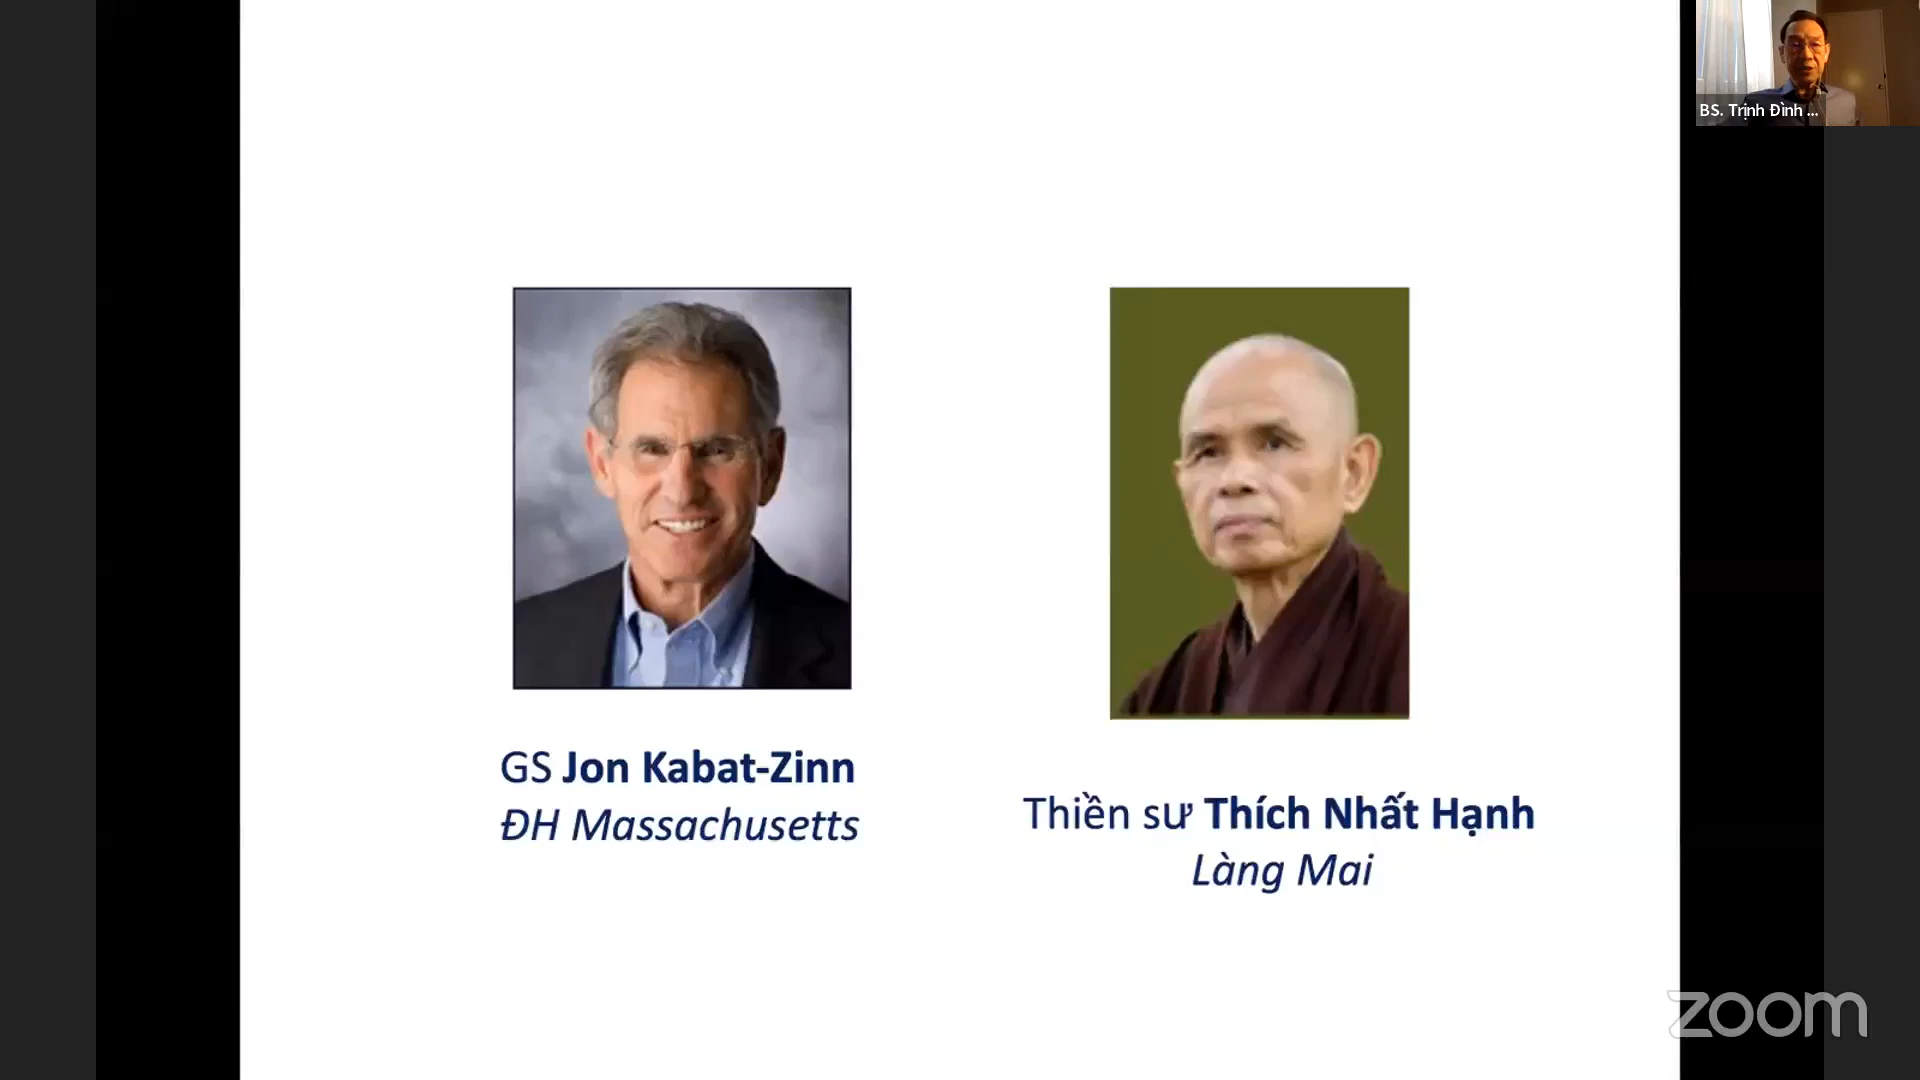 BS. Trịnh Đình ...
GS Jon Kabat-Zinn
ĐH Massachusetts
Thiền sư Thích Nhất Hạnh
Làng Mai
zoom